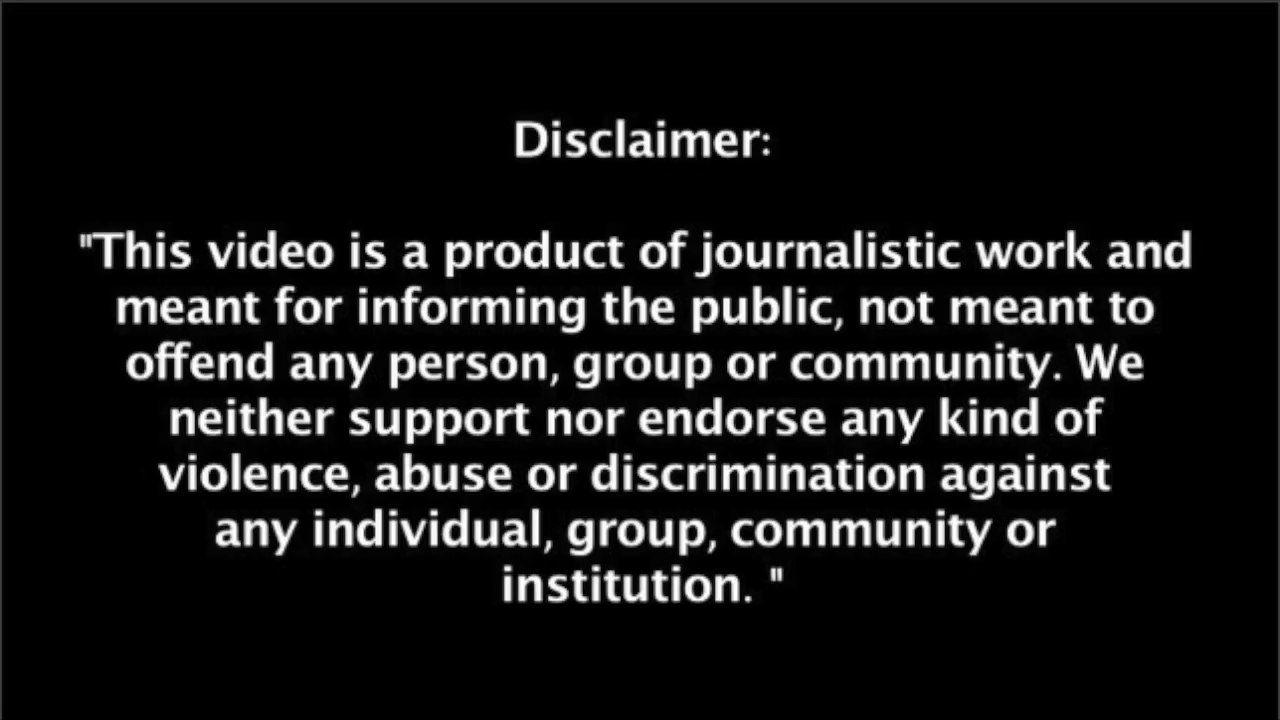 Disclaimer:
"This video is a product of journalistic work and
meant for informing the public, not meant to
offend any person, group or community. We
neither support nor endorse any kind of
violence, abuse or discrimination against
any individual, group, community or
institution. "